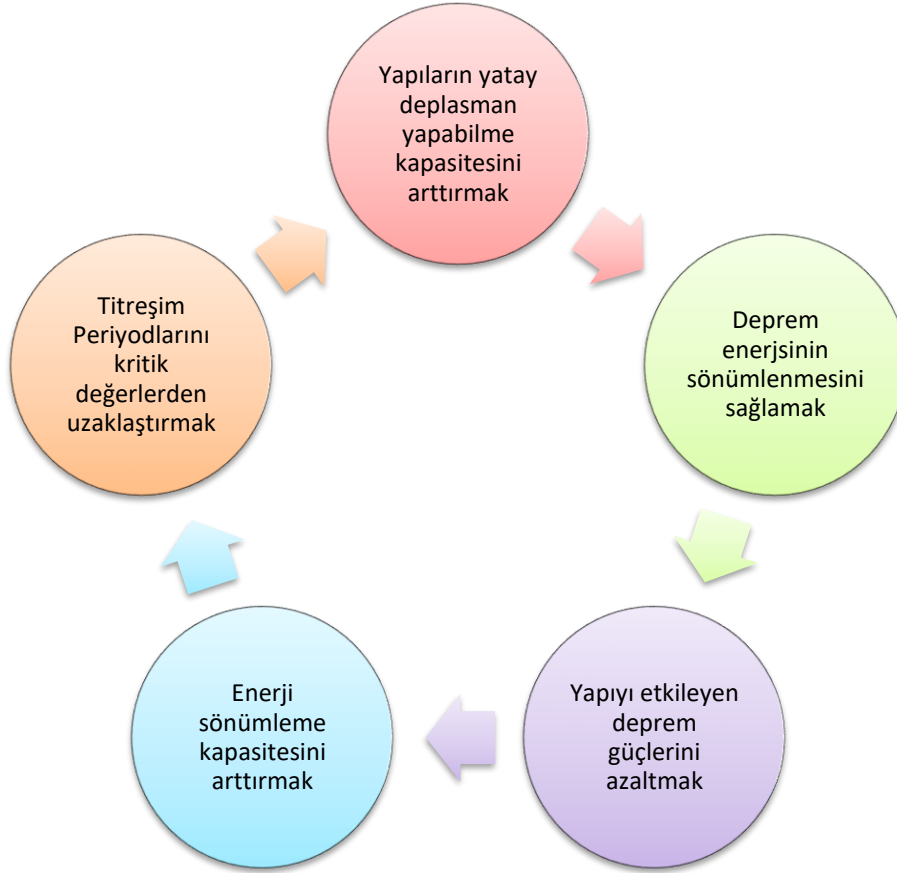 Yapıların yatay
deplasman
yapabilme
kapasitesini
arttırmak
Deprem
enerjsinin
sönümlenmesini
sağlamak
Yapıyı etkileyen
deprem
güçlerini
azaltmak
Enerji
sönümleme
kapasitesini
arttırmak
Titreşim
Periyodlarını
kritik
değerlerden
uzaklaştırmak